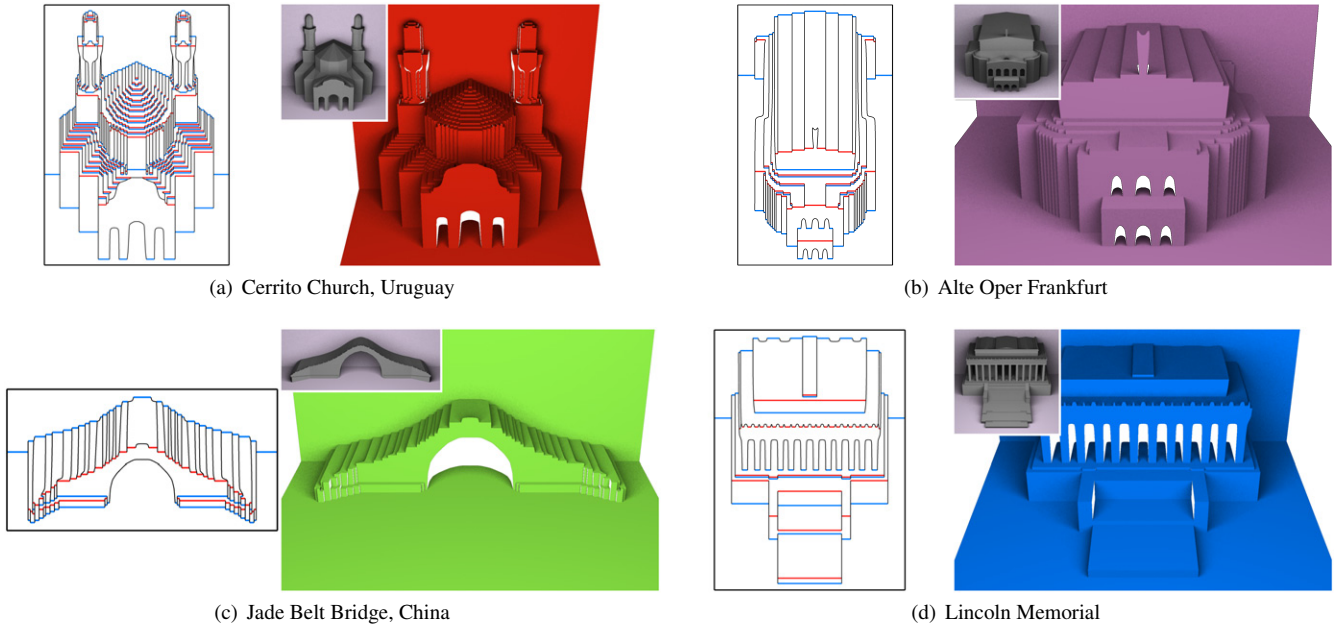 (a) Cerrito Church, Uruguay
(b) Alte Oper Frankfurt
(c) Jade Belt Bridge, China
(d) Lincoln Memorial